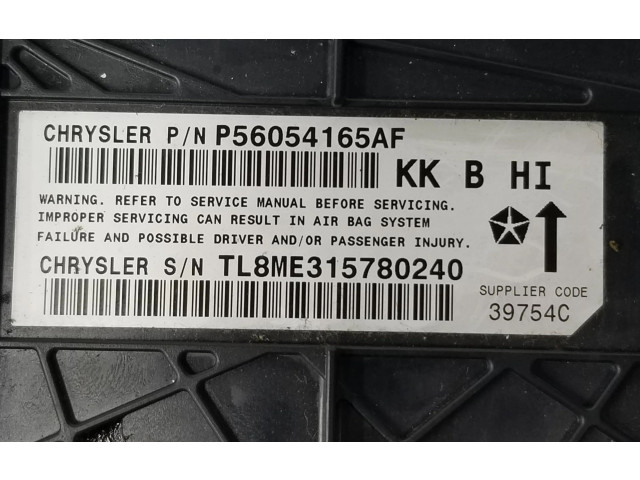 CHRYSLER P/N P56054165AF
KK B HI
WARNING. REFER TO SERVICE MANUAL BEFORE SERVICING.
IMPROPER SERVICING CAN RESULT IN AIR BAG SYSTEM
FAILURE AND POSSIBLE DRIVER AND/OR PASSENGER INJURY.
CHRYSLER S/N TL8ME315780240
SUPPLIER CODE
39754C